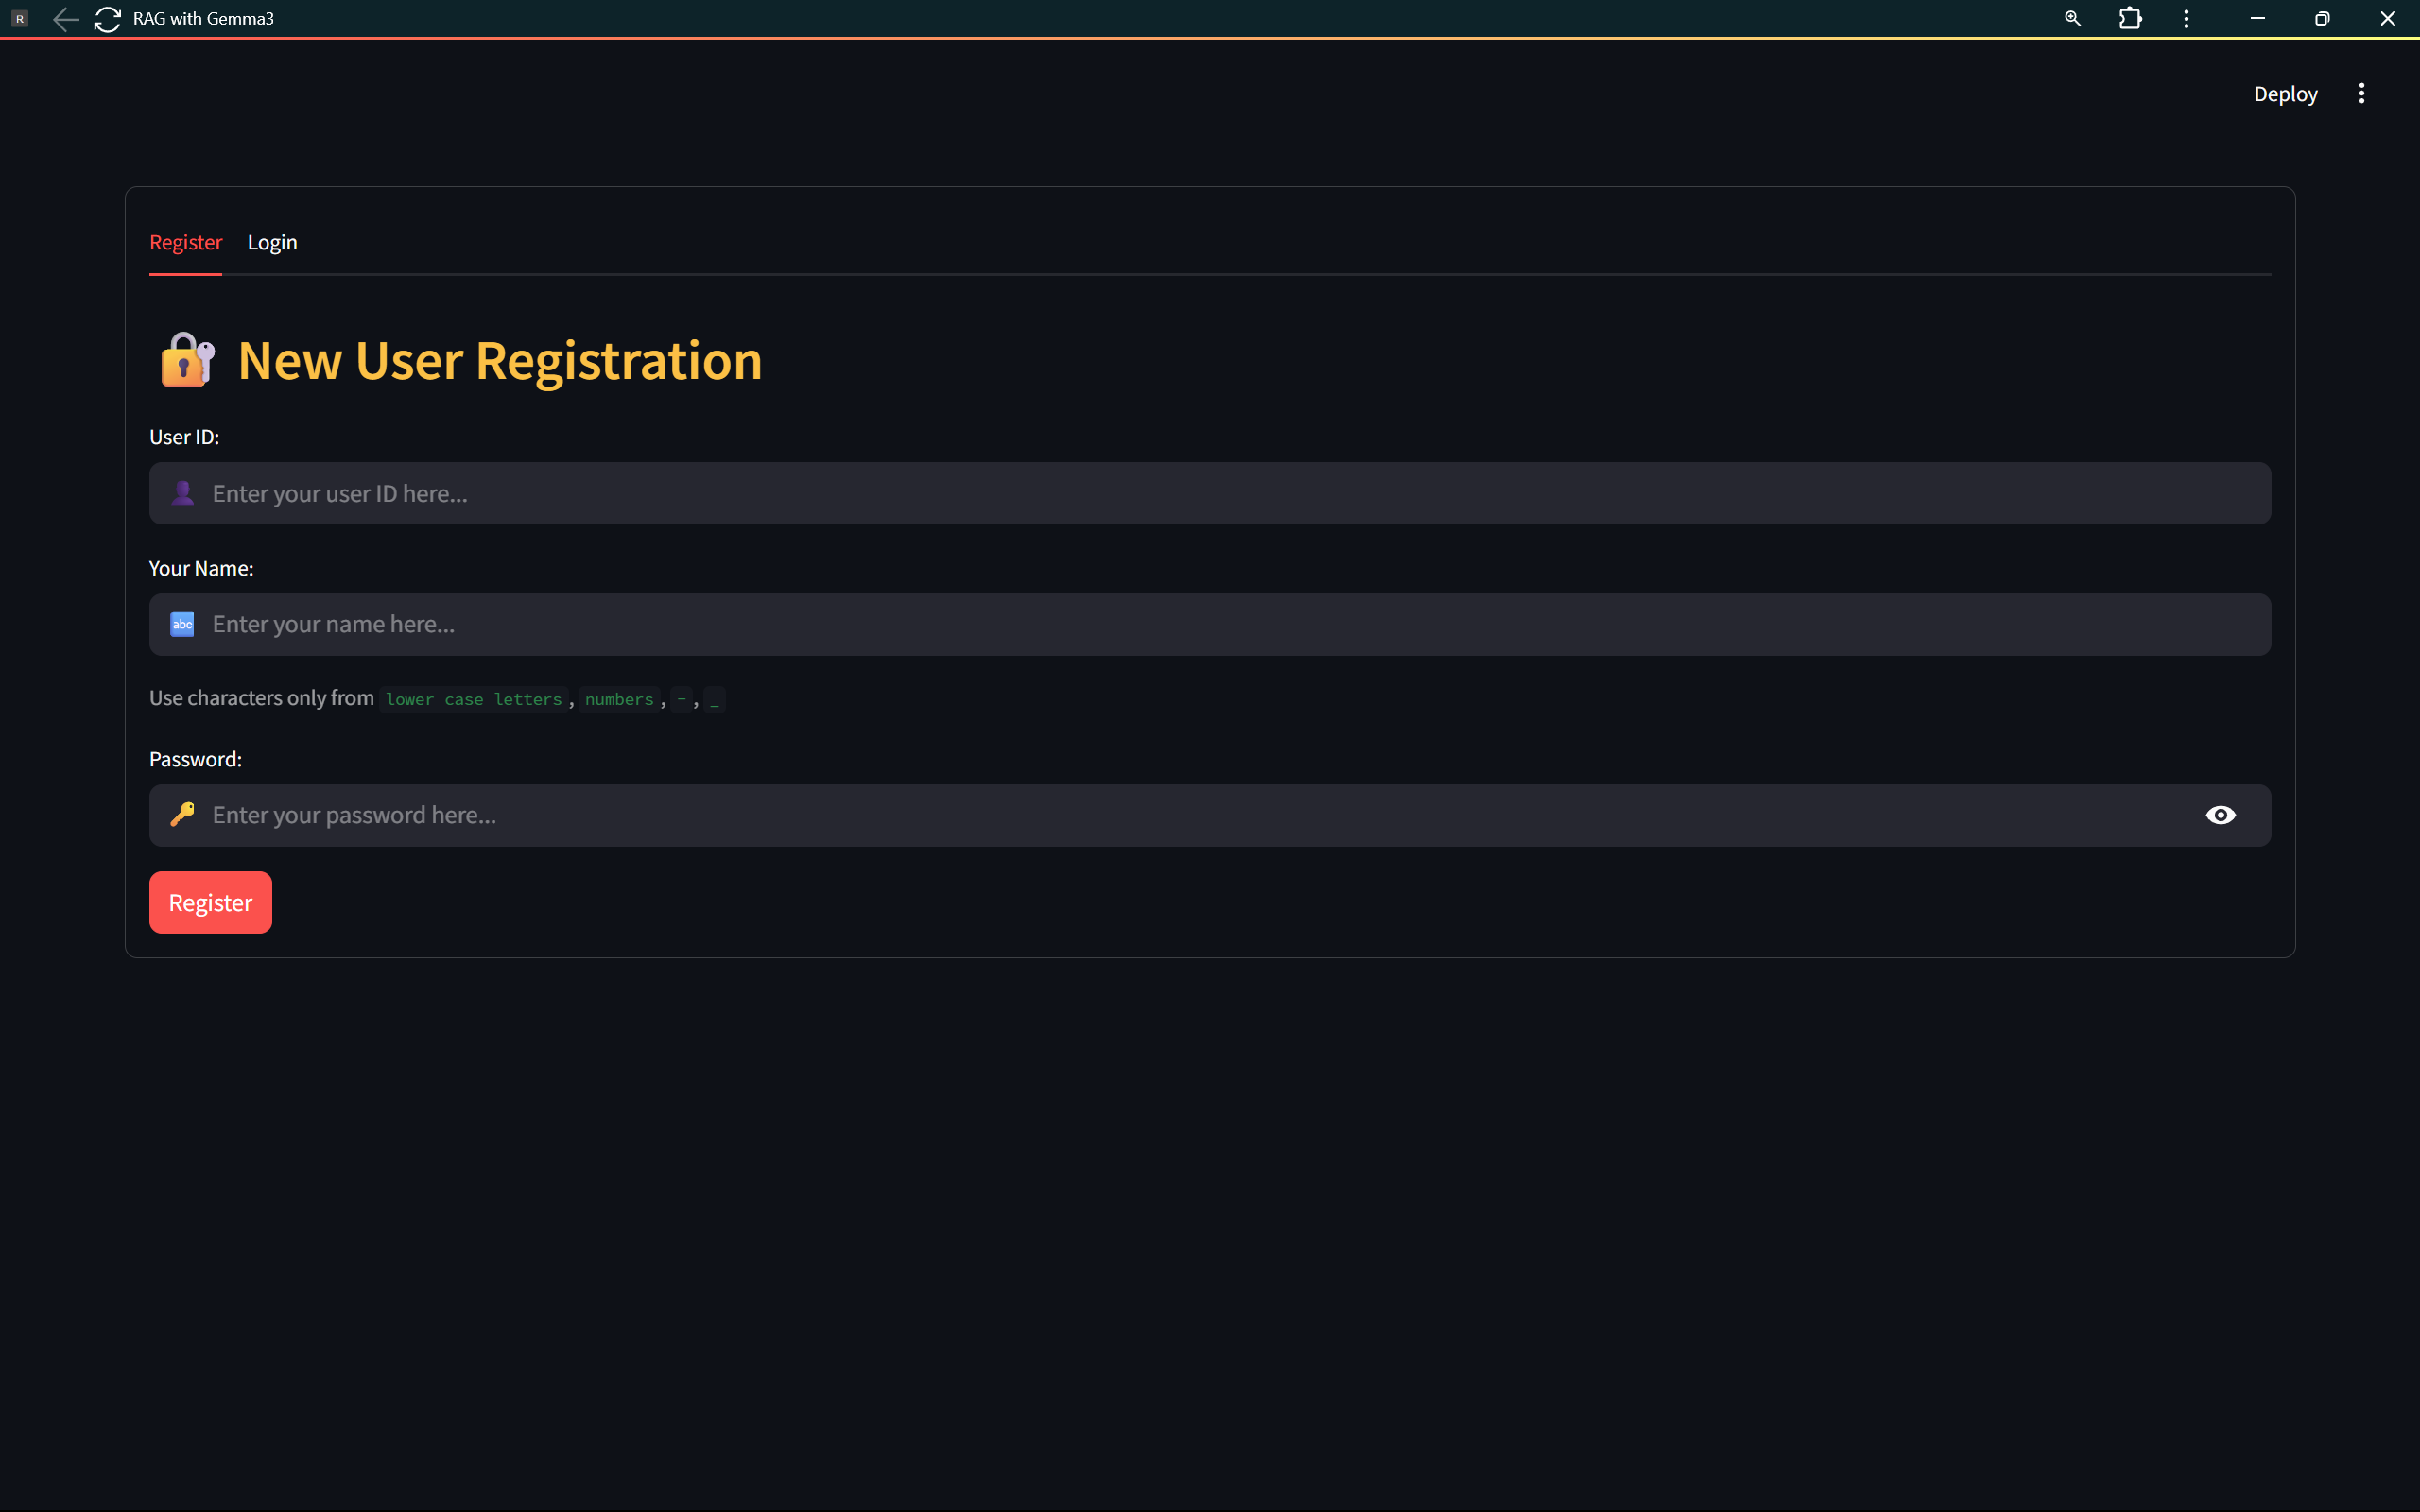 R RAG with Gemma3
Deploy
Register Login
New User Registration
User ID:
Enter your user ID here...
Your Name:
abc Enter your name here...
Use characters only from lower case letters, numbers, -, _
Password:
Enter your password here...
Register